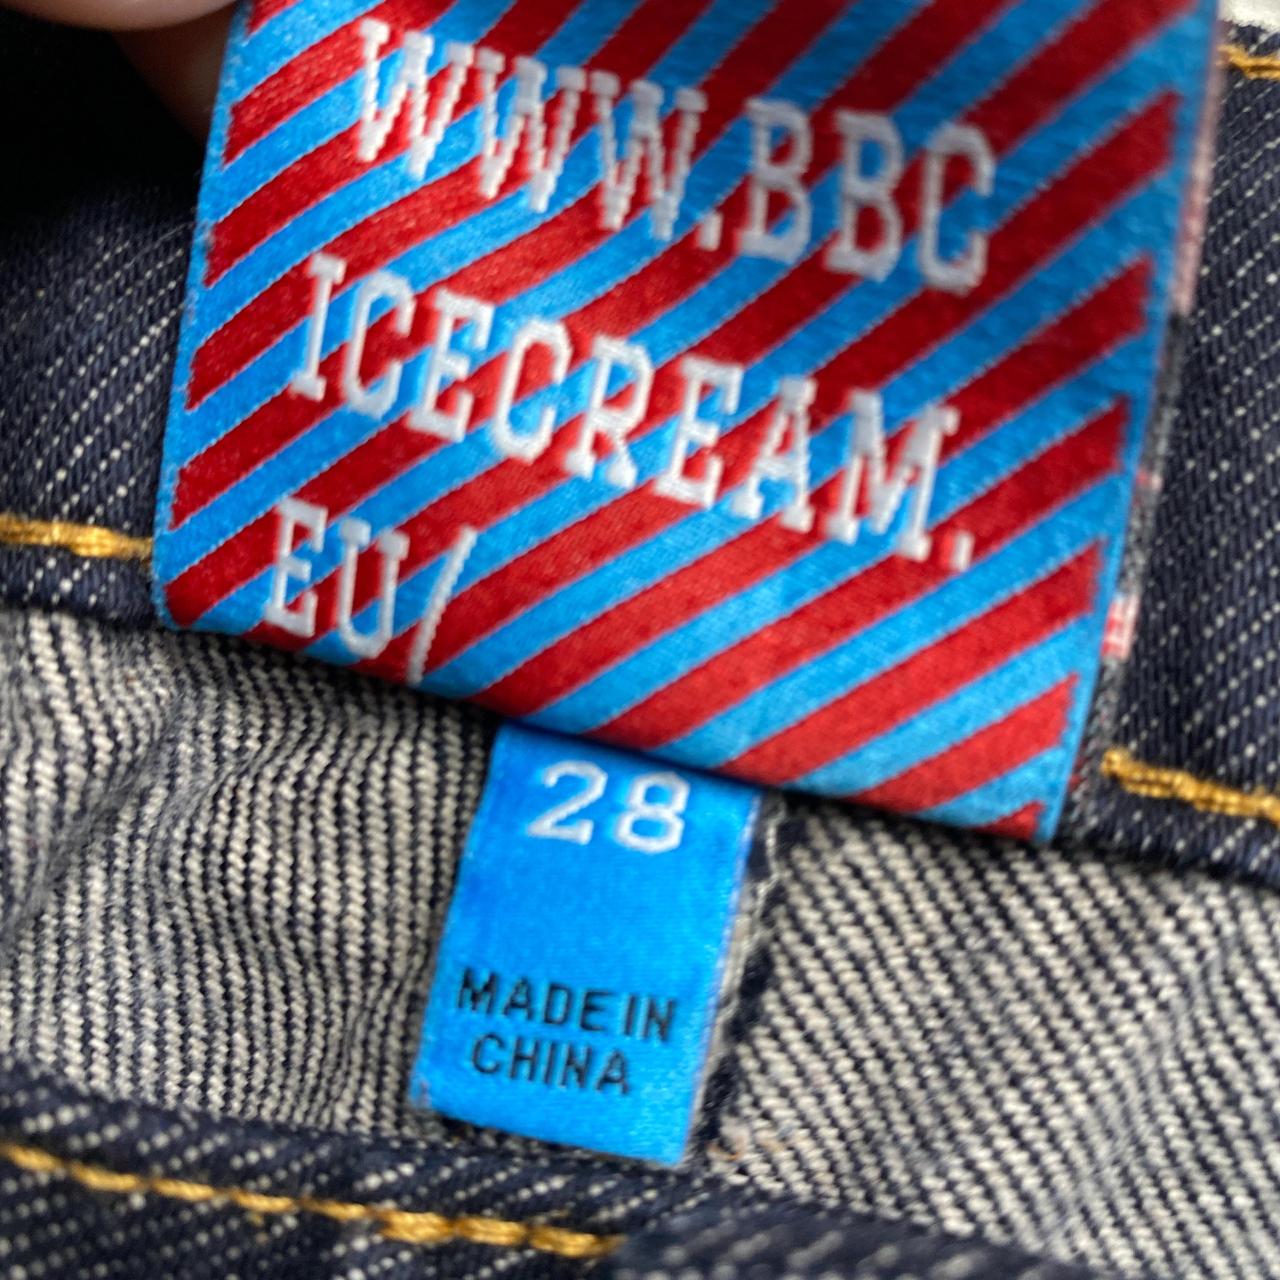 WWW.BBC
ICECREAM.
EU/
28
MADE IN
CHINA